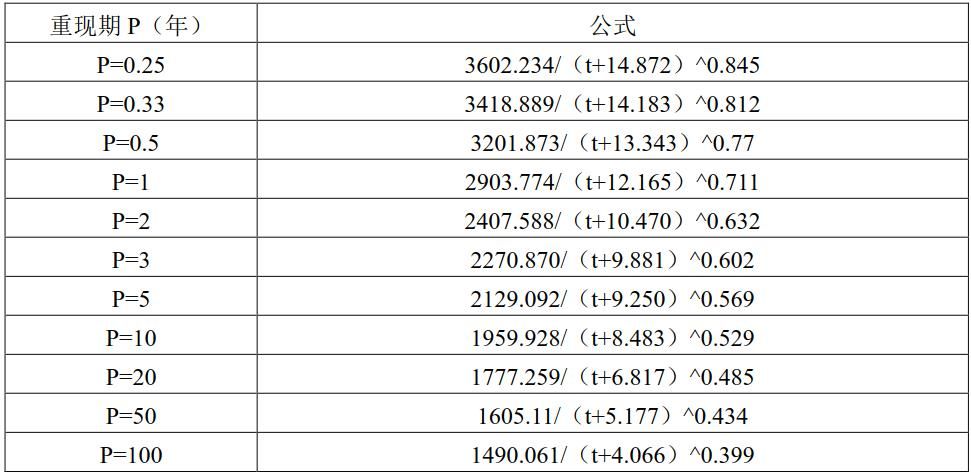 重现期 P（年） 公式
P=0.25 3602.234/（t+14.872）^0.845
P=0.33 3418.889/（t+14.183）^0.812
P=0.5 3201.873/（t+13.343）^0.77
P=1 2903.774/（t+12.165）^0.711
P=2 2407.588/（t+10.470）^0.632
P=3 2270.870/（t+9.881）^0.602
P=5 2129.092/（t+9.250）^0.569
P=10 1959.928/（t+8.483）^0.529
P=20 1777.259/（t+6.817）^0.485
P=50 1605.11/（t+5.177）^0.434
P=100 1490.061/（t+4.066）^0.399